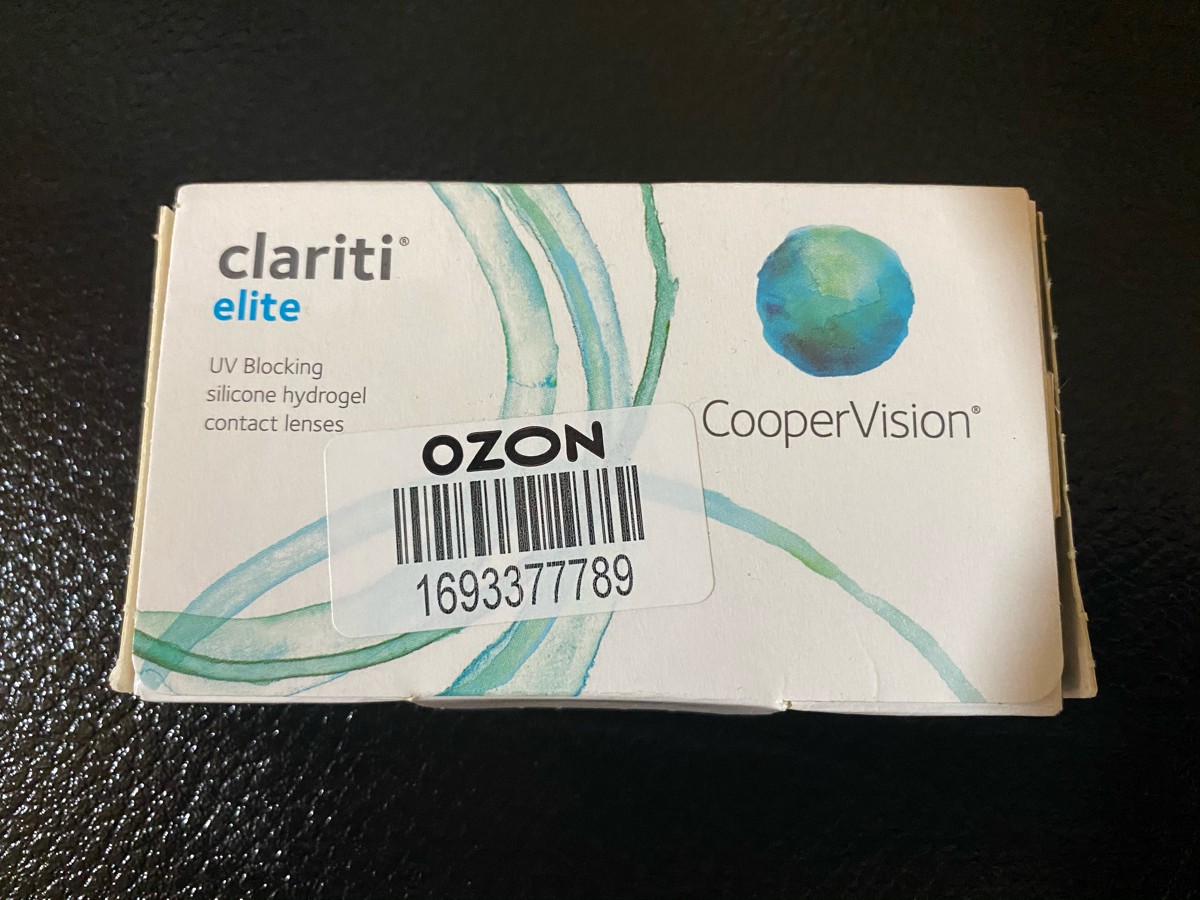 clariti®
elite
UV Blocking
silicone hydrogel
contact lenses
CooperVision®
OZON
1693377789